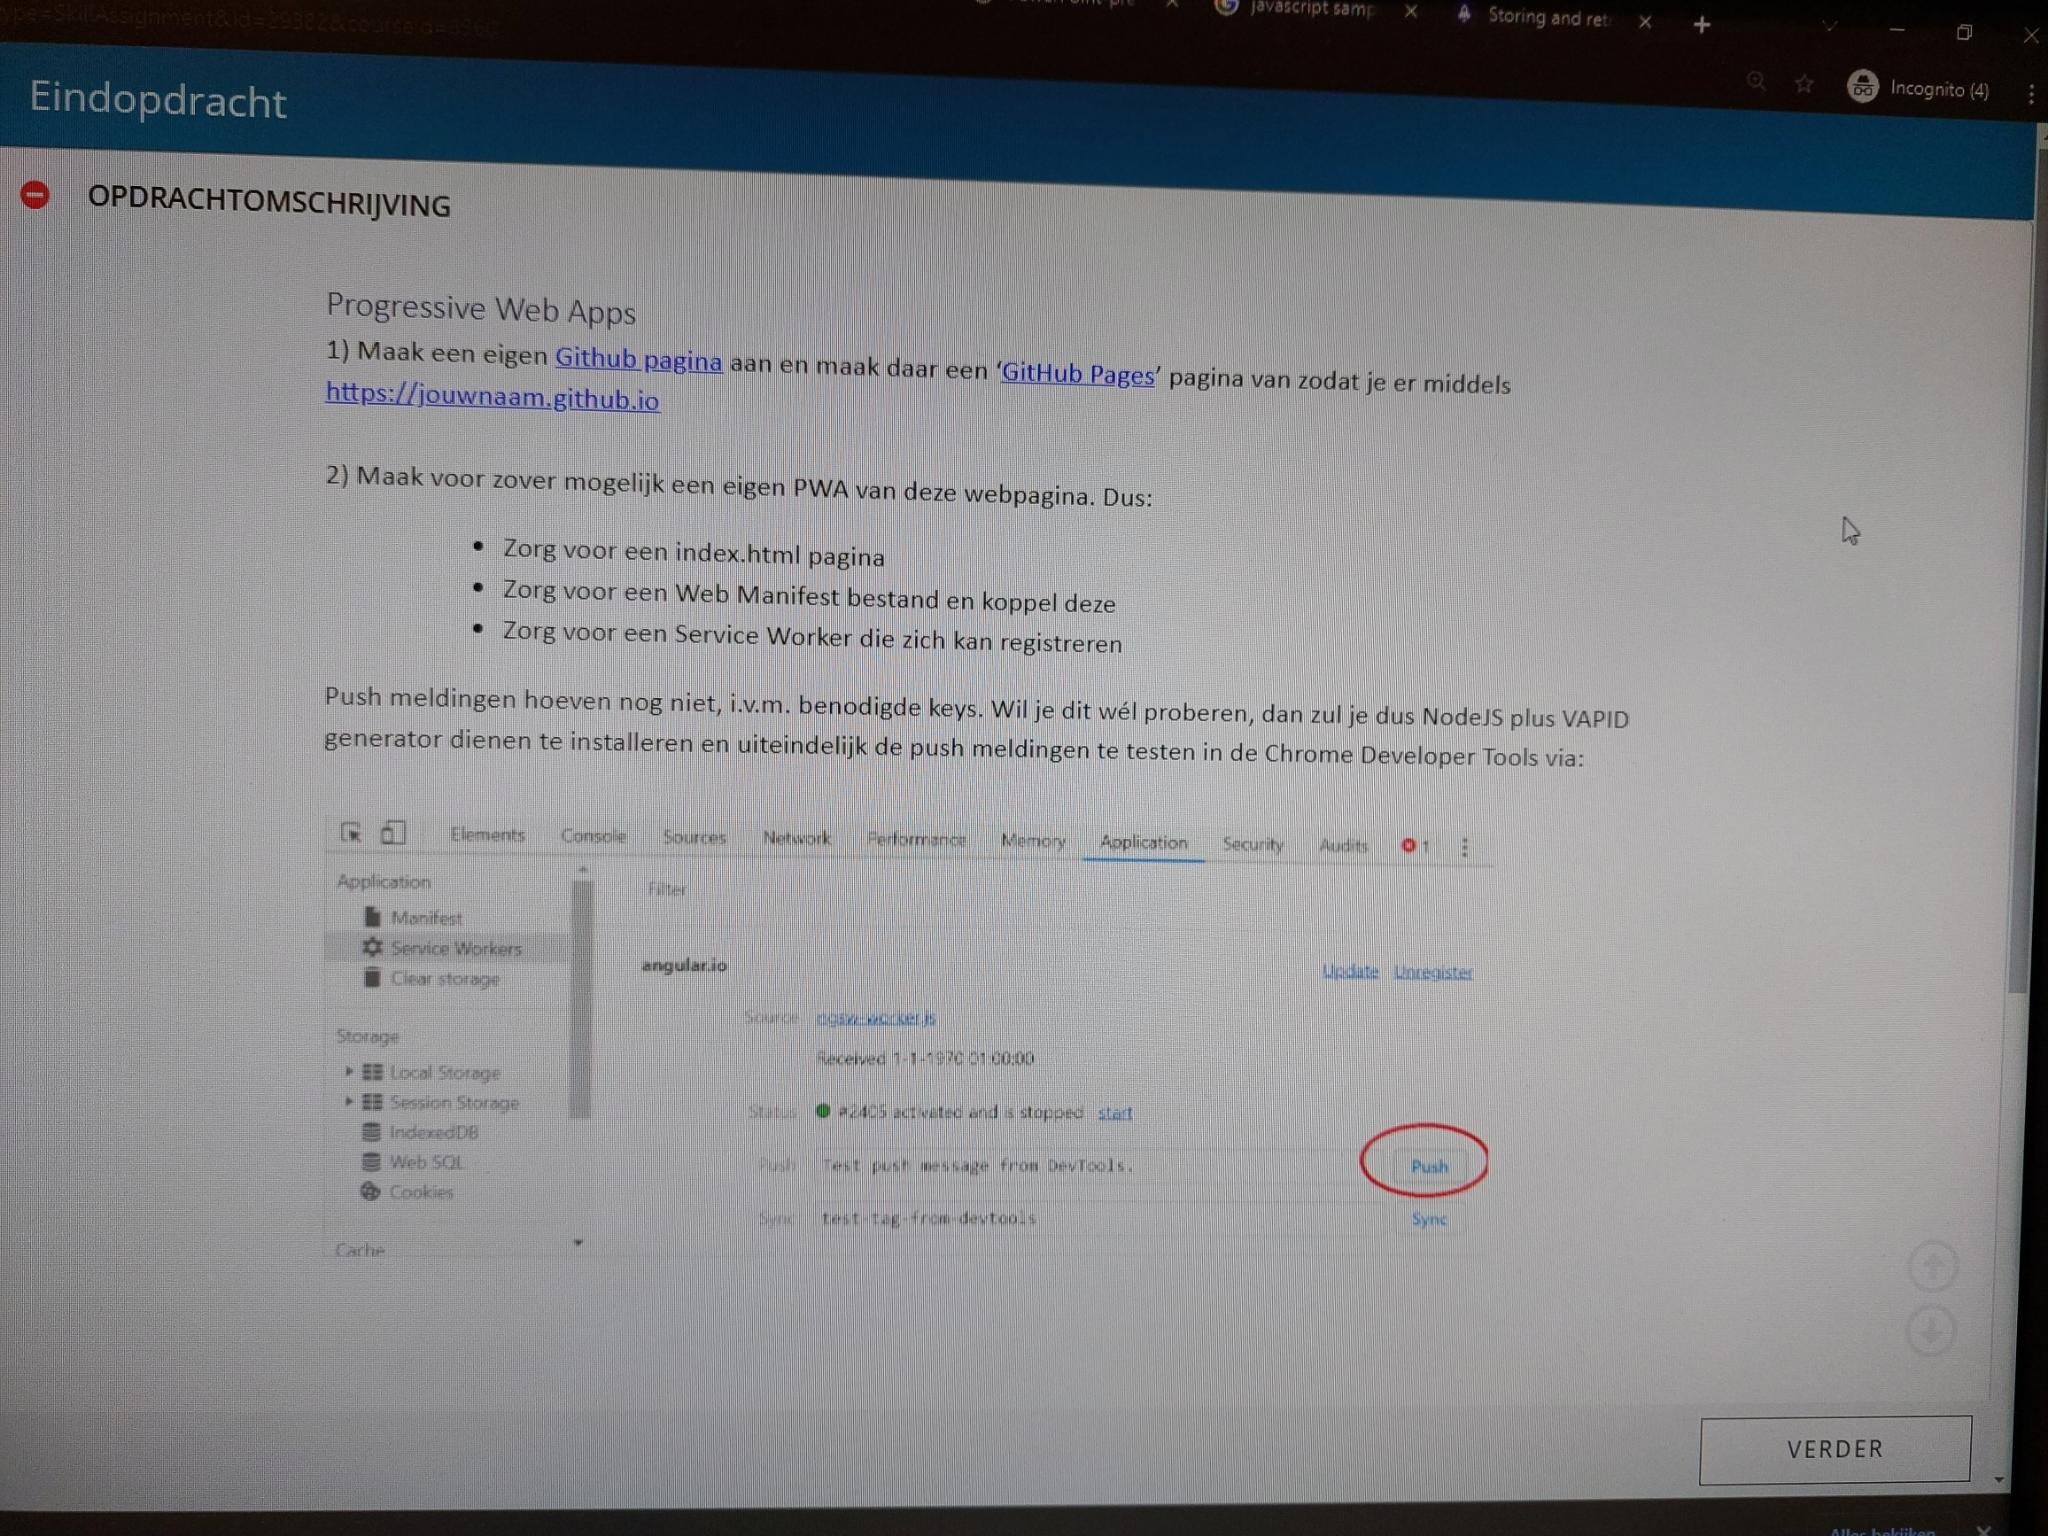 ype=SkillAssignment&id=
javascript samp
Storing and ret
Incognito (4)
Eindopdracht
OPDRACHTOMSCHRIJVING
Progressive Web Apps
1) Maak een eigen Github pagina aan en maak daar een ‘GitHub Pages’ pagina van zodat je er middels
https://jouwnaam.github.io
2) Maak voor zover mogelijk een eigen PWA van deze webpagina. Dus:
• Zorg voor een index.html pagina
• Zorg voor een Web Manifest bestand en koppel deze
• Zorg voor een Service Worker die zich kan registreren
Push meldingen hoeven nog niet, i.v.m. benodigde keys. Wil je dit wél proberen, dan zul je dus NodeJS plus VAPID
generator dienen te installeren en uiteindelijk de push meldingen te testen in de Chrome Developer Tools via:
Elements Console Sources Network Performance Memory Application Security Audits 1
Application
Filter
Manifest
Service Workers
Clear storage
angular.io
Update Unregister
Source ngsw-worker.js
Storage
Received 1-1-1970 01:00:00
Local Storage
Session Storage
Status #2405 activated and is stopped start
IndexedDB
Web SQL
Push Test push message from DevTools. Push
Cookies
Sync test-tag-from-devtools Sync
Cache
VERDER
Alles bekijken